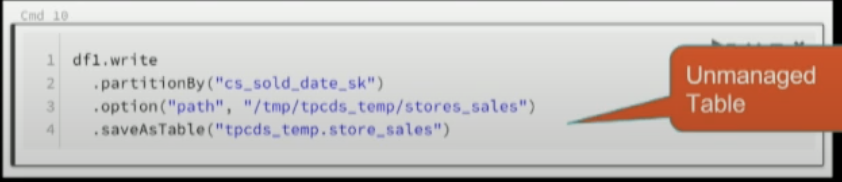 Cmd 10
1 df1.write
2 .partitionBy("cs_sold_date_sk")
3 .option("path", "/tmp/tpcds_temp/stores_sales")
4 .saveAsTable("tpcds_temp.store_sales")
Unmanaged
Table